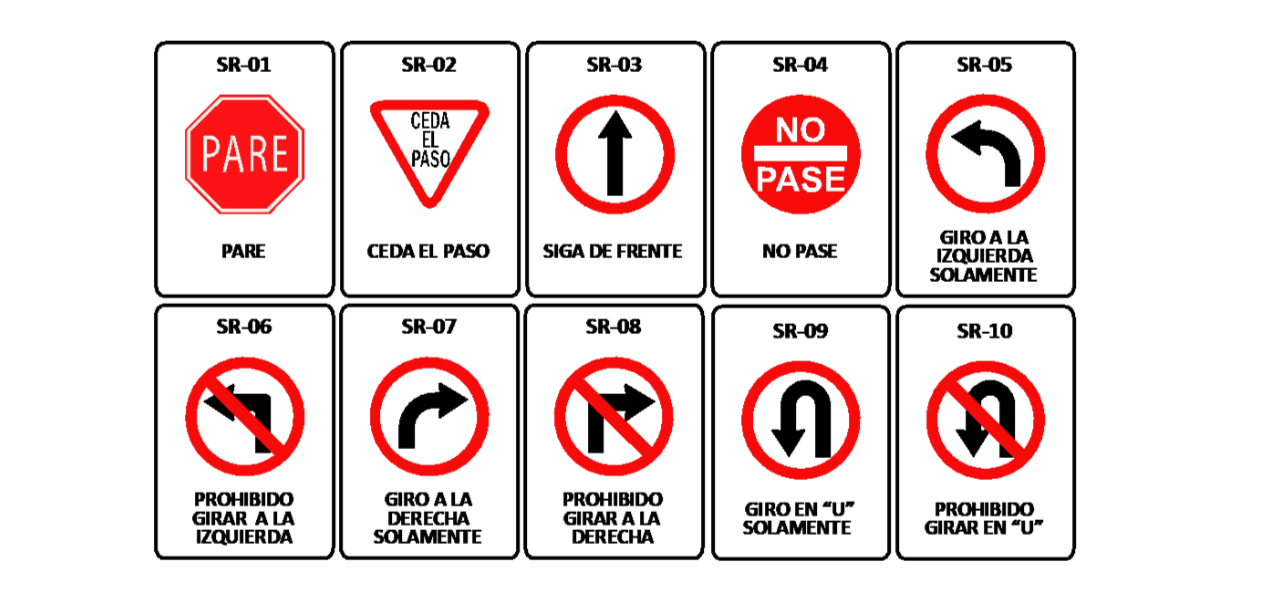 SR-01
PARE
PARE
SR-02
CEDA
EL
PASO
CEDA EL PASO
SR-03
SIGA DE FRENTE
SR-04
NO
PASE
NO PASE
SR-05
GIRO A LA
IZQUIERDA
SOLAMENTE
SR-06
PROHIBIDO
GIRAR A LA
IZQUIERDA
SR-07
GIRO A LA
DERECHA
SOLAMENTE
SR-08
PROHIBIDO
GIRAR A LA
DERECHA
SR-09
GIRO EN “U”
SOLAMENTE
SR-10
PROHIBIDO
GIRAR EN “U”